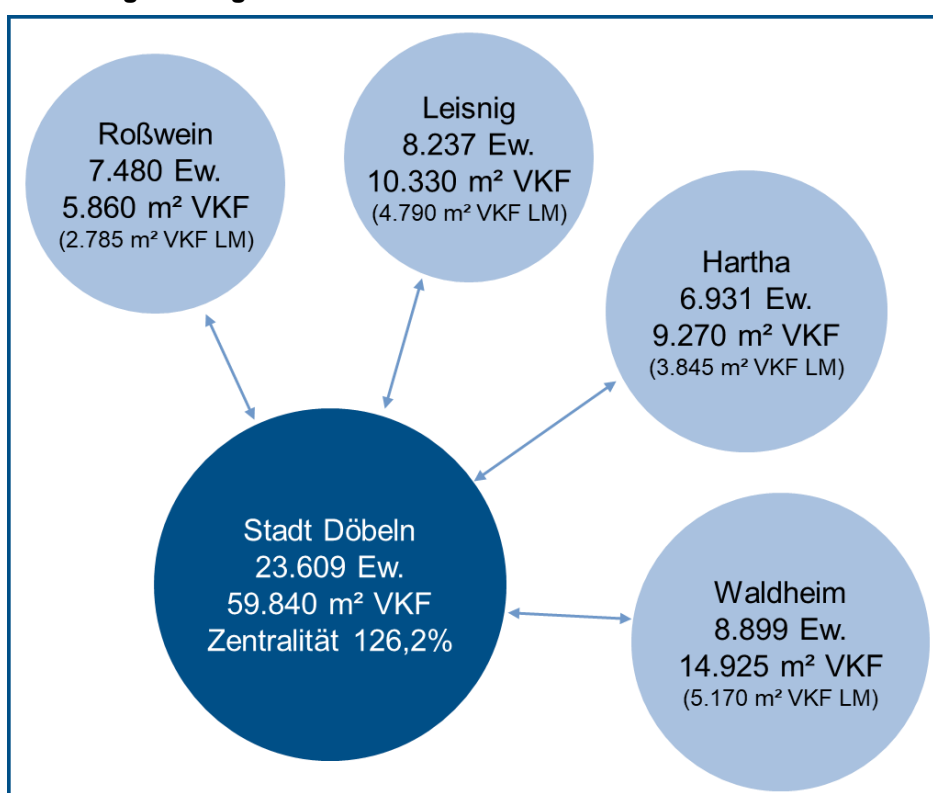 Roßwein
7.480 Ew.
5.860 m² VKF
(2.785 m² VKF LM)
Leisnig
8.237 Ew.
10.330 m² VKF
(4.790 m² VKF LM)
Hartha
6.931 Ew.
9.270 m² VKF
(3.845 m² VKF LM)
Stadt Döbeln
23.609 Ew.
59.840 m² VKF
Zentralität 126,2%
Waldheim
8.899 Ew.
14.925 m² VKF
(5.170 m² VKF LM)